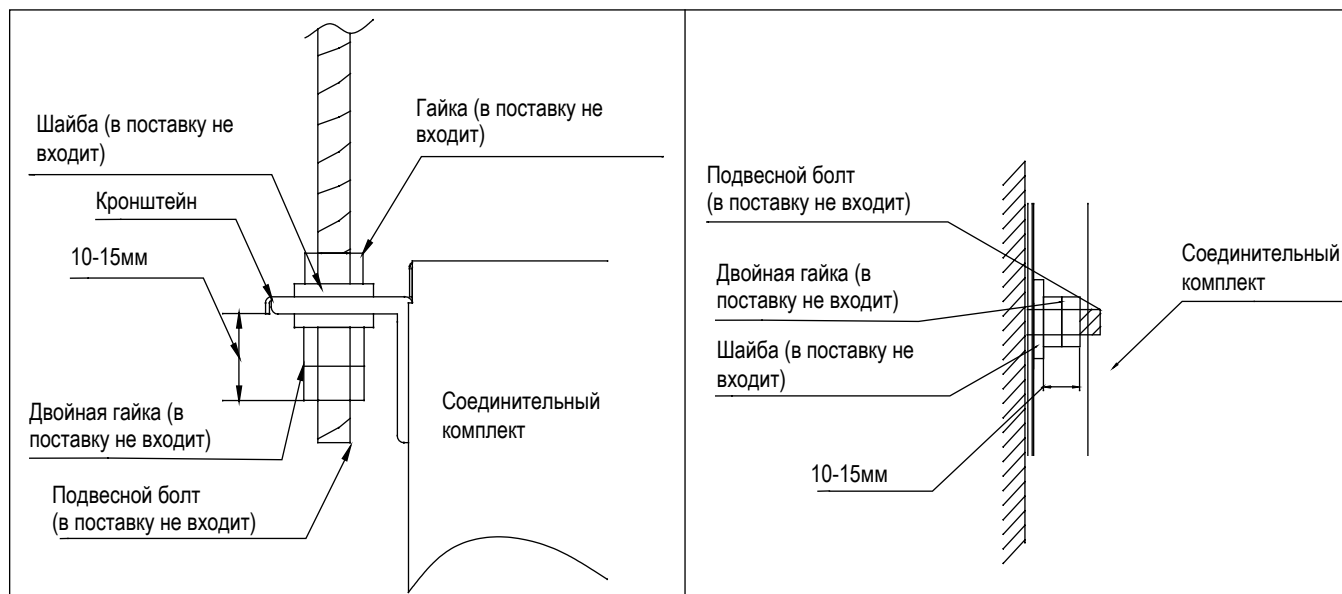 Шайба (в поставку не
входит)
Гайка (в поставку не
входит)
Кронштейн
10-15мм
Двойная гайка (в
поставку не входит)
Соединительный
комплект
Подвесной болт
(в поставку не входит)
Подвесной болт
(в поставку не входит)
Двойная гайка (в
поставку не входит)
Соединительный
комплект
Шайба (в поставку не
входит)
10-15мм